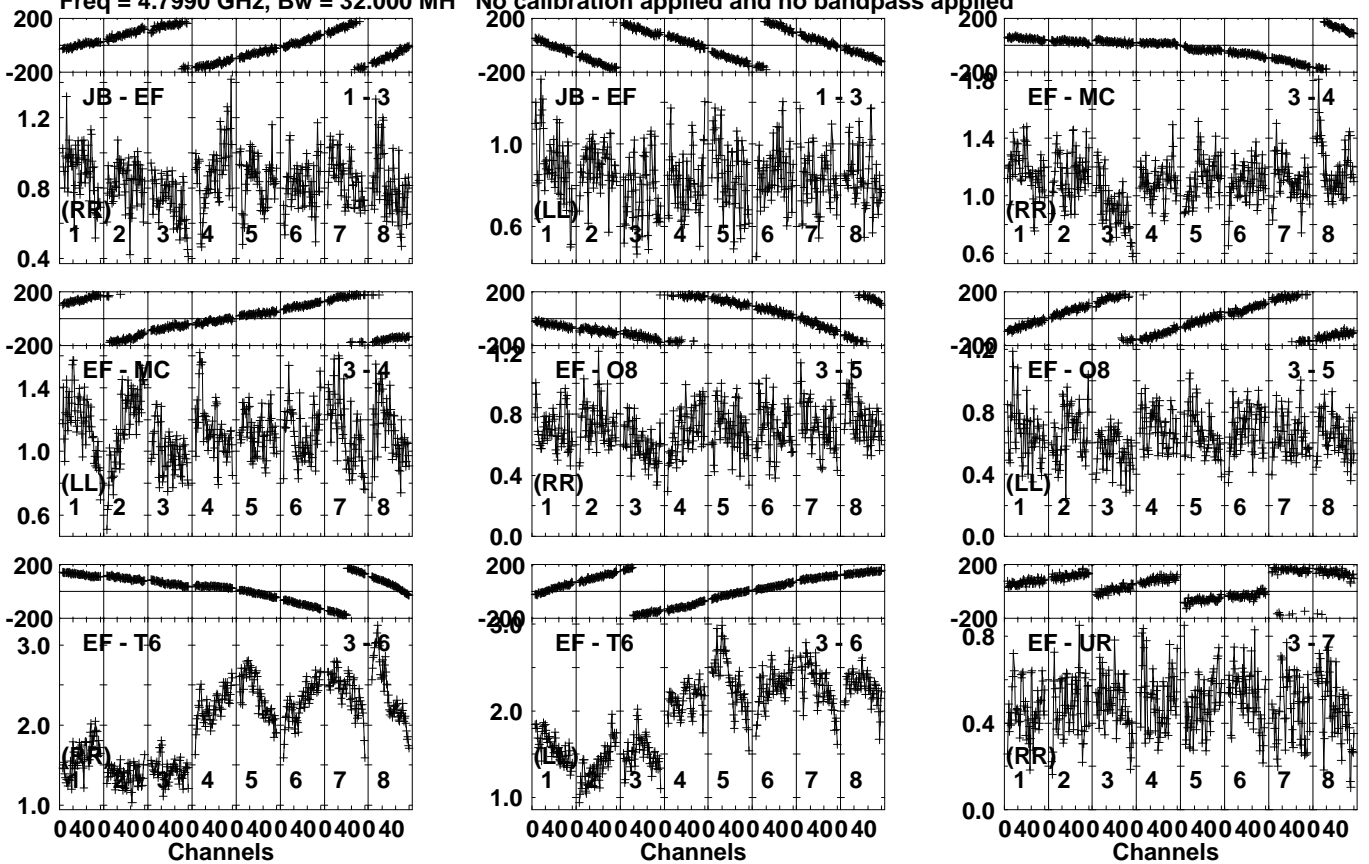 Freq = 4.7990 GHz, Bw = 32.000 MH No calibration applied and no bandpass applied
200 200 200
-200 -200 -200
JB - EF 1 - 3 JB - EF 1 - 3 EF - MC 3 - 4
1.8
1.2 1.0 1.4
0.8 1.0
(RR) (LL) (RR)
1 2 3 4 5 6 7 8 1 2 3 4 5 6 7 8 1 2 3 4 5 6 7 8
0.4 0.6 0.6
200 200 200
-200 -200 -200
1.2 1.2
EF - MC 3 - 4 EF - O8 3 - 5 EF - O8 3 - 5
1.4 0.8 0.8
1.0 0.4 0.4
(LL) (RR) (LL)
1 2 3 4 5 6 7 8 1 2 3 4 5 6 7 8 1 2 3 4 5 6 7 8
0.6 0.0 0.0
200 200 200
-200 -200 -200
EF - T6 3 - 6 EF - T6 3 - 6 EF - UR 3 - 7
3.0 3.0 0.8
2.0 2.0 0.4
(RR) (LL) (RR)
1 2 3 4 5 6 7 8 1 2 3 4 5 6 7 8 1 2 3 4 5 6 7 8
1.0 1.0 0.0
0 40 0 40 0 40 0 40 0 40 0 40 0 40 0 40 0 40 0 40 0 40 0 40 0 40 0 40 0 40 0 40 0 40 0 40 0 40 0 40 0 40 0 40 0 40 0 40
Channels Channels Channels